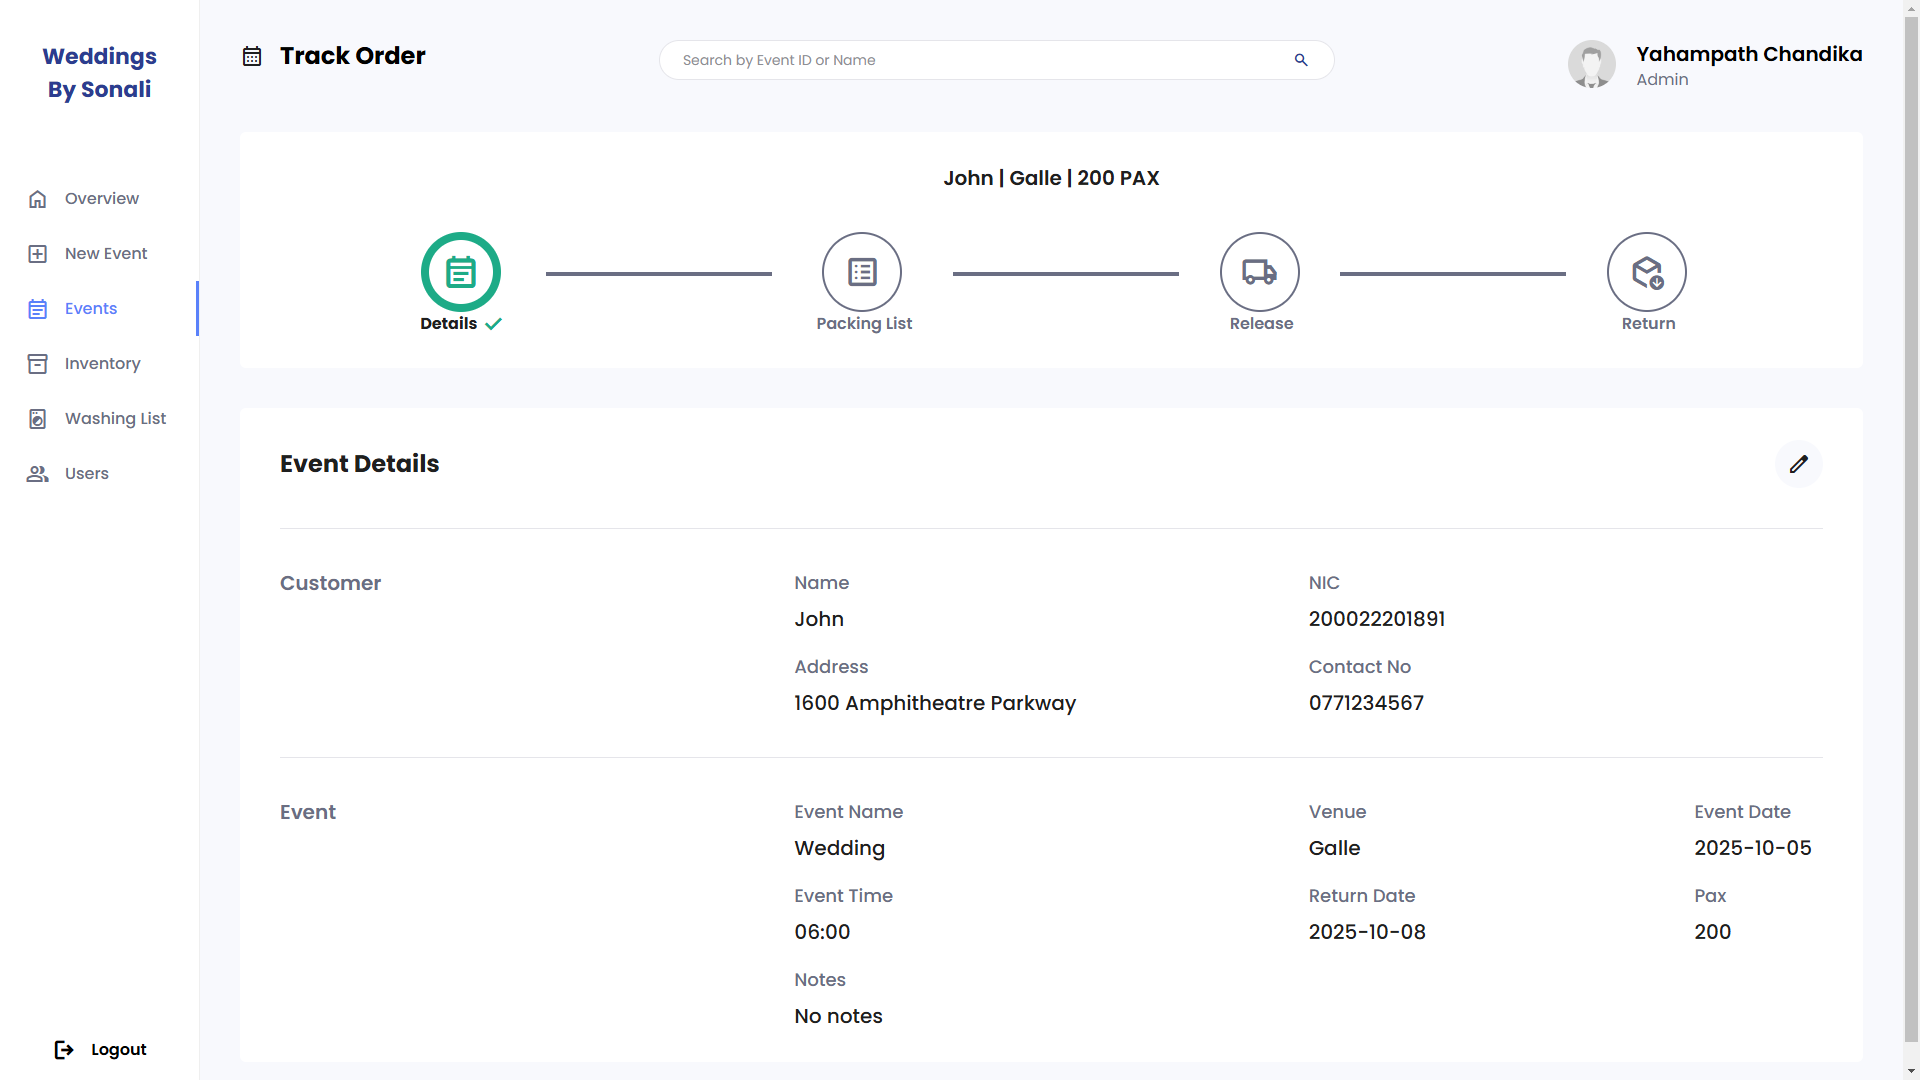 Weddings
By Sonali
Overview
New Event
Events
Inventory
Washing List
Users
Logout
Track Order
Search by Event ID or Name
Yahampath Chandika
Admin
John | Galle | 200 PAX
Details
Packing List
Release
Return
Event Details
Customer
Name
John
NIC
200022201891
Address
1600 Amphitheatre Parkway
Contact No
0771234567
Event
Event Name
Wedding
Venue
Galle
Event Date
2025-10-05
Event Time
06:00
Return Date
2025-10-08
Pax
200
Notes
No notes